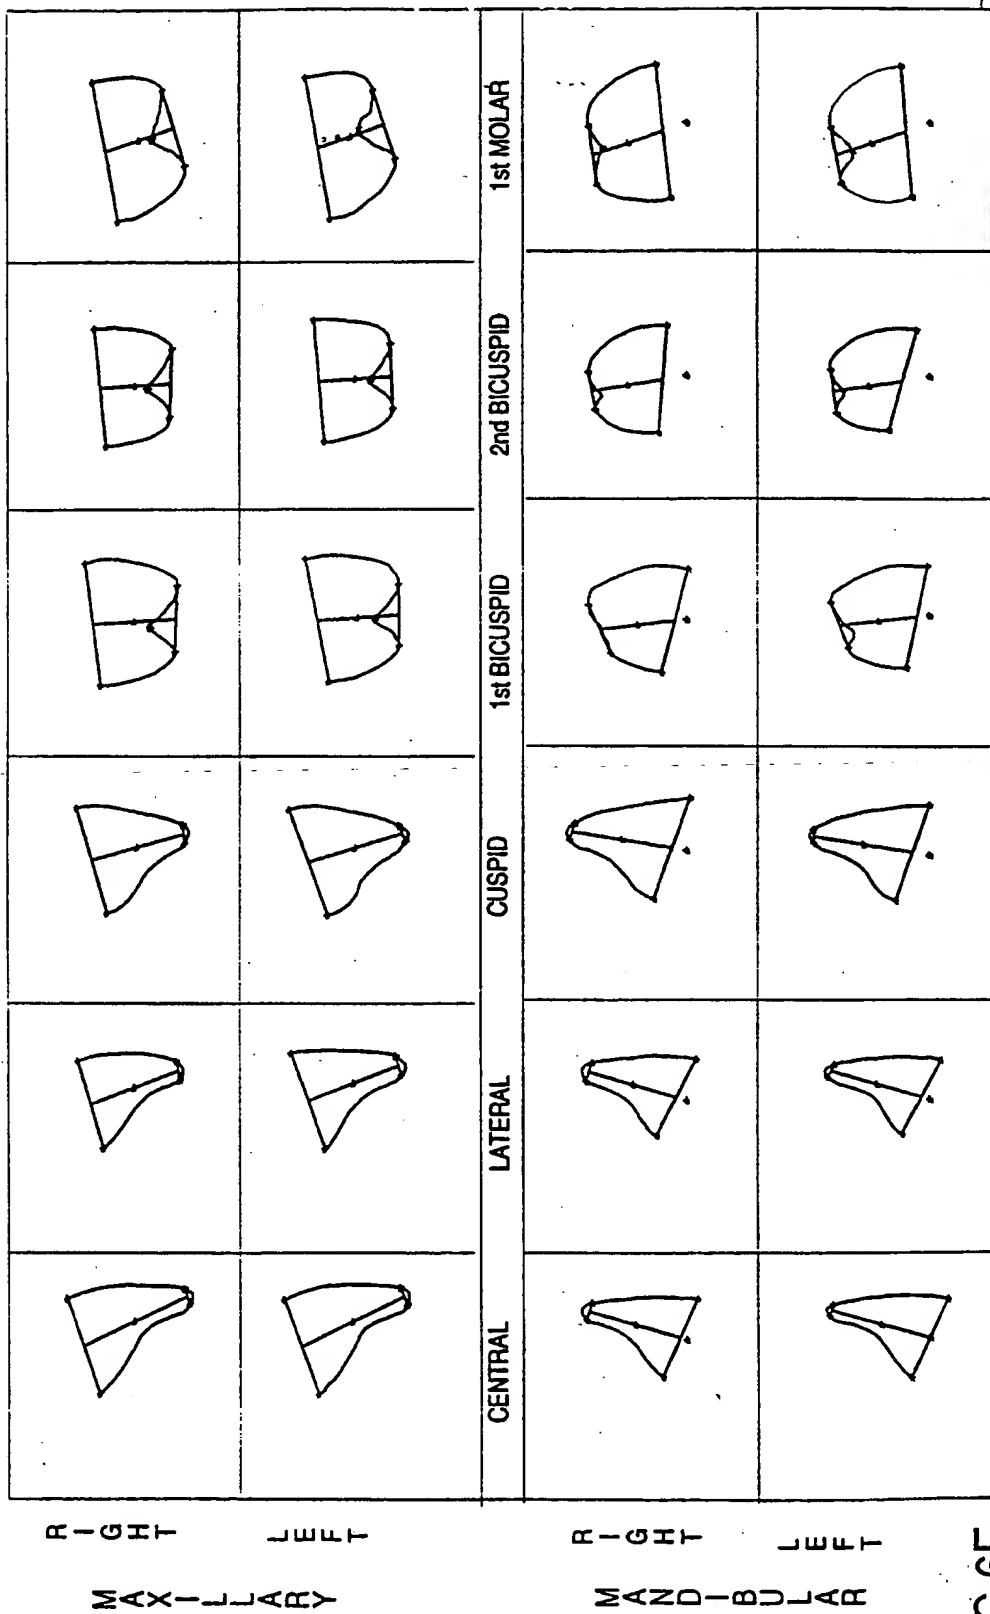 MAXILLARY
RIGHT
LEFT
CENTRAL
LATERAL
CUSPID
1st BICUSPID
2nd BICUSPID
1st MOLAR
MANDIBULAR
RIGHT
LEFT